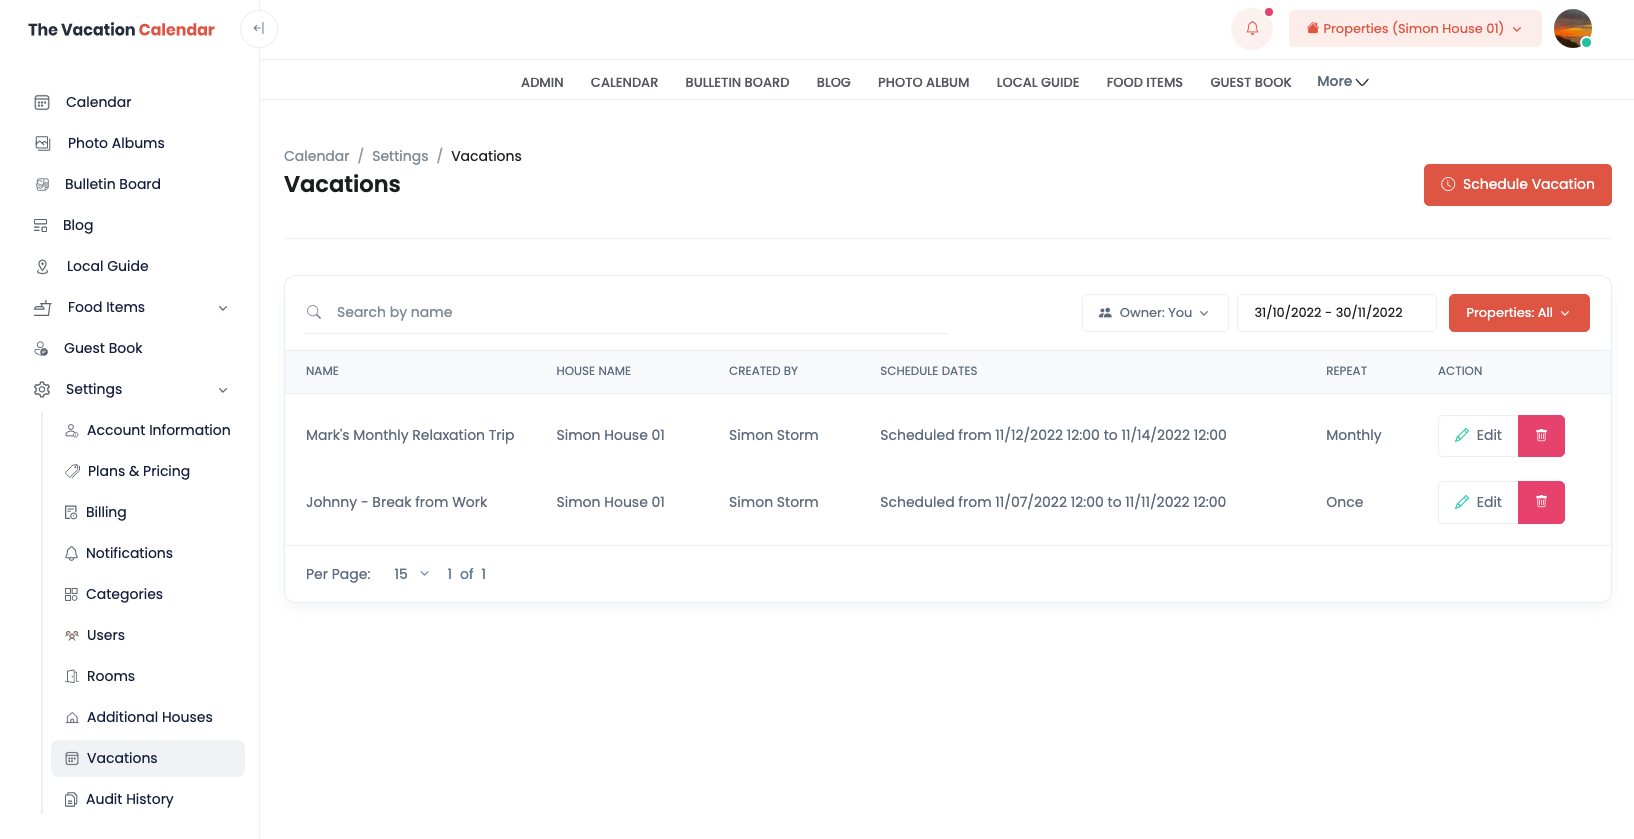 The Vacation Calendar
Properties (Simon House 01)
ADMIN CALENDAR BULLETIN BOARD BLOG PHOTO ALBUM LOCAL GUIDE FOOD ITEMS GUEST BOOK More
Calendar
Photo Albums
Bulletin Board
Blog
Local Guide
Food Items
Guest Book
Settings
Account Information
Plans & Pricing
Billing
Notifications
Categories
Users
Rooms
Additional Houses
Vacations
Audit History
Calendar / Settings / Vacations
Vacations
Schedule Vacation
Search by name
Owner: You
31/10/2022 - 30/11/2022
Properties: All
NAME HOUSE NAME CREATED BY SCHEDULE DATES REPEAT ACTION
Mark's Monthly Relaxation Trip Simon House 01 Simon Storm Scheduled from 11/12/2022 12:00 to 11/14/2022 12:00 Monthly Edit
Johnny - Break from Work Simon House 01 Simon Storm Scheduled from 11/07/2022 12:00 to 11/11/2022 12:00 Once Edit
Per Page: 15 1 of 1